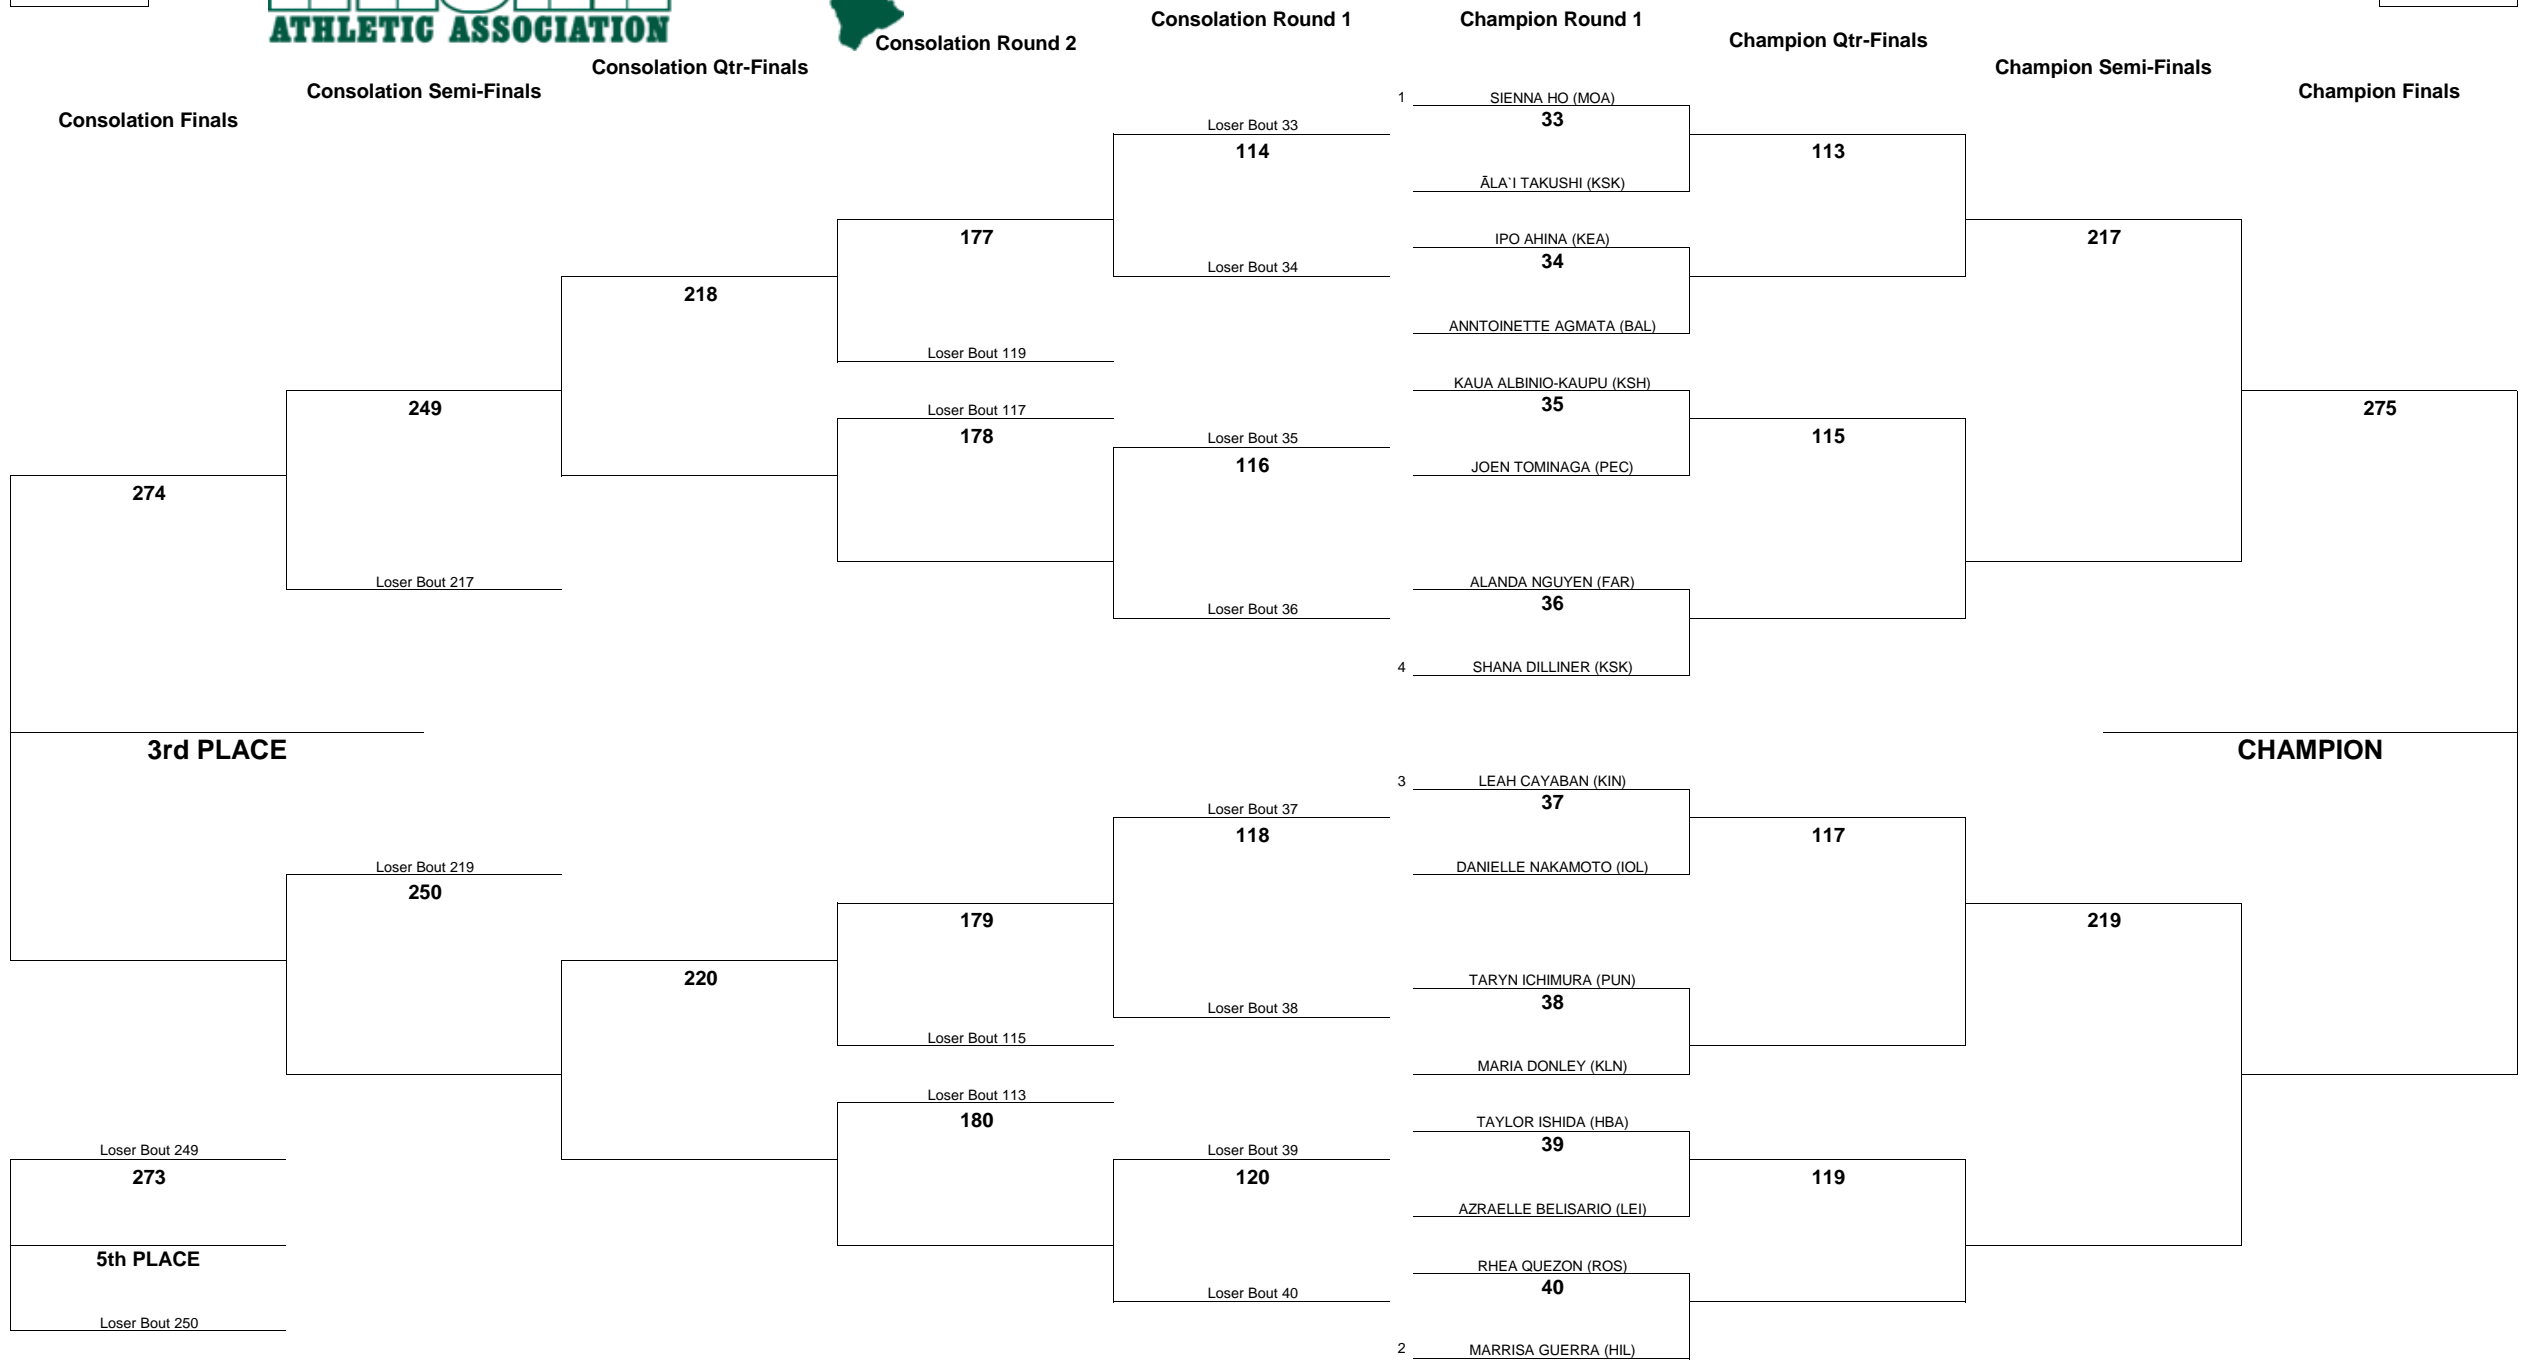 ATHLETIC ASSOCIATION
Consolation Round 1
Champion Round 1
Consolation Round 2
Champion Qtr-Finals
Consolation Qtr-Finals
Champion Semi-Finals
Consolation Semi-Finals
Champion Finals
Consolation Finals
1 SIENNA HO (MOA)
33
Loser Bout 33
114
113
ĀLA`I TAKUSHI (KSK)
177
IPO AHINA (KEA)
217
34
Loser Bout 34
218
ANNTOINETTE AGMATA (BAL)
Loser Bout 119
KAUA ALBINIO-KAUPU (KSH)
249
Loser Bout 117
35
275
178
Loser Bout 35
115
116
JOEN TOMINAGA (PEC)
274
Loser Bout 217
ALANDA NGUYEN (FAR)
36
Loser Bout 36
4 SHANA DILLINER (KSK)
3rd PLACE
CHAMPION
3 LEAH CAYABAN (KIN)
37
Loser Bout 37
118
117
Loser Bout 219
DANIELLE NAKAMOTO (IOL)
250
179
219
220
TARYN ICHIMURA (PUN)
38
Loser Bout 38
Loser Bout 115
MARIA DONLEY (KLN)
Loser Bout 113
180
TAYLOR ISHIDA (HBA)
39
Loser Bout 249
Loser Bout 39
273
120
119
AZRAELLE BELISARIO (LEI)
5th PLACE
RHEA QUEZON (ROS)
40
Loser Bout 40
Loser Bout 250
2 MARRISA GUERRA (HIL)